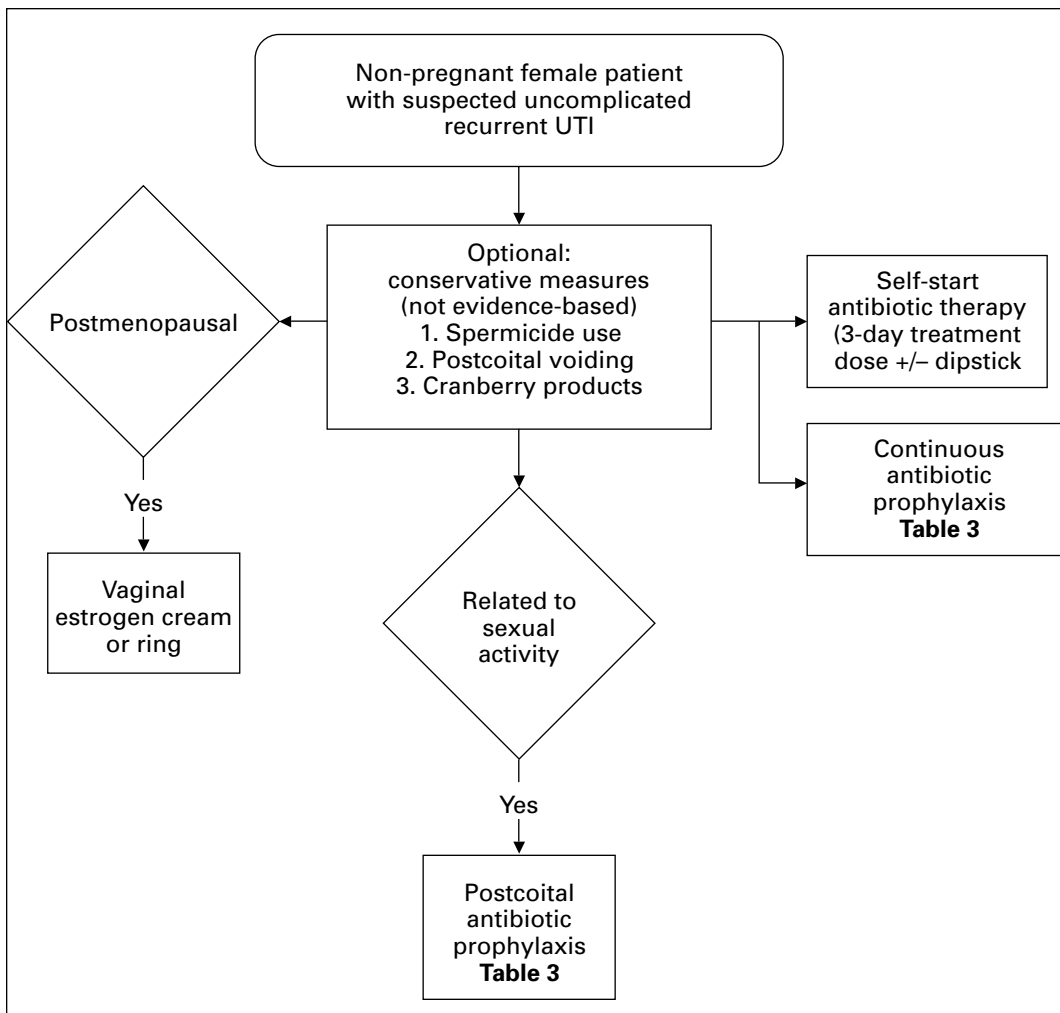 Non-pregnant female patient
with suspected uncomplicated
recurrent UTI
Optional:
conservative measures
(not evidence-based)
1. Spermicide use
2. Postcoital voiding
3. Cranberry products
Postmenopausal
Yes
Vaginal
estrogen cream
or ring
Self-start
antibiotic therapy
(3-day treatment
dose +/– dipstick
Continuous
antibiotic
prophylaxis
Table 3
Related to
sexual
activity
Yes
Postcoital
antibiotic
prophylaxis
Table 3